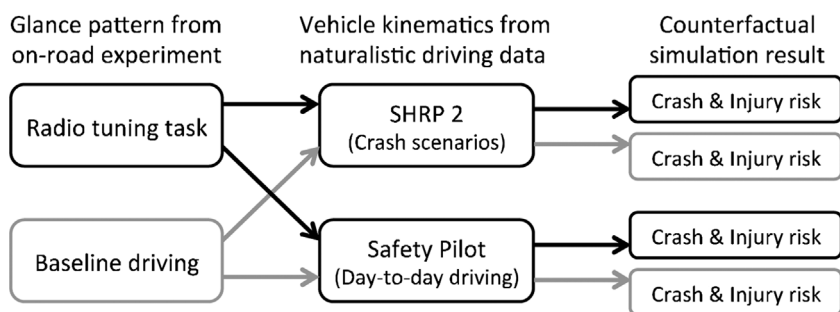 Glance pattern from
on-road experiment
Vehicle kinematics from
naturalistic driving data
Counterfactual
simulation result
Radio tuning task
SHRP 2
(Crash scenarios)
Crash & Injury risk
Crash & Injury risk
Baseline driving
Safety Pilot
(Day-to-day driving)
Crash & Injury risk
Crash & Injury risk